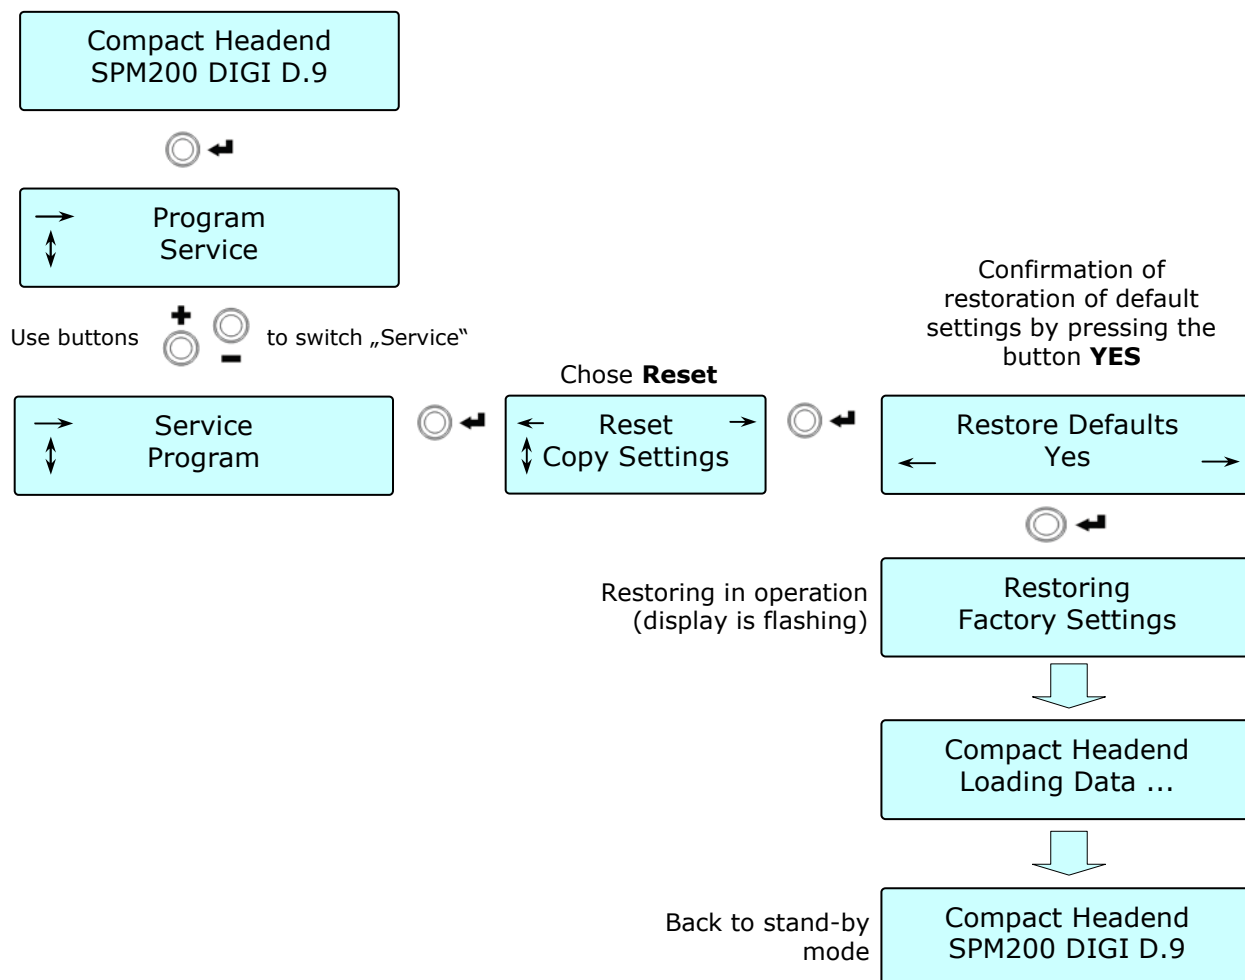 Compact Headend
SPM200 DIGI D.9
Program
Service
Use buttons + - to switch „Service“
Service
Program
Chose Reset
Reset
Copy Settings
Confirmation of
restoration of default
settings by pressing the
button YES
Restore Defaults
Yes
Restoring in operation
(display is flashing)
Restoring
Factory Settings
Compact Headend
Loading Data ...
Back to stand-by
mode
Compact Headend
SPM200 DIGI D.9